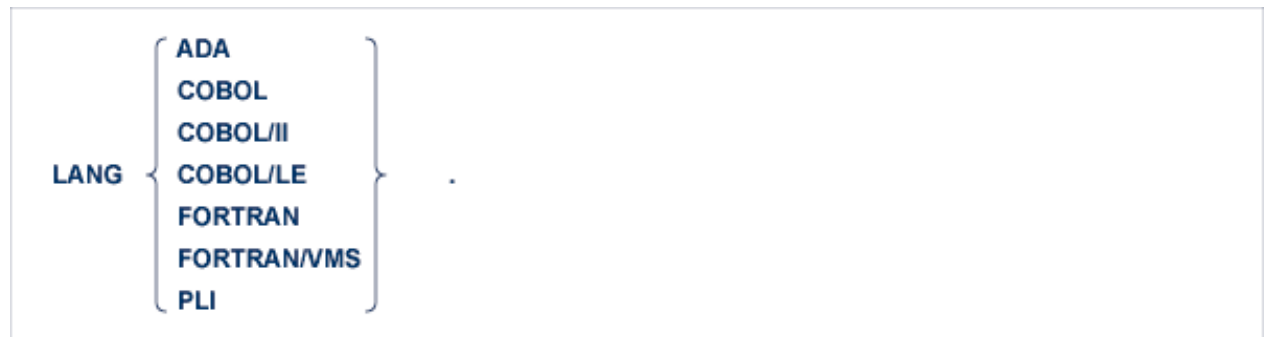 ADA
COBOL
COBOL/II
LANG { COBOL/LE } .
FORTRAN
FORTRAN/VMS
PLI